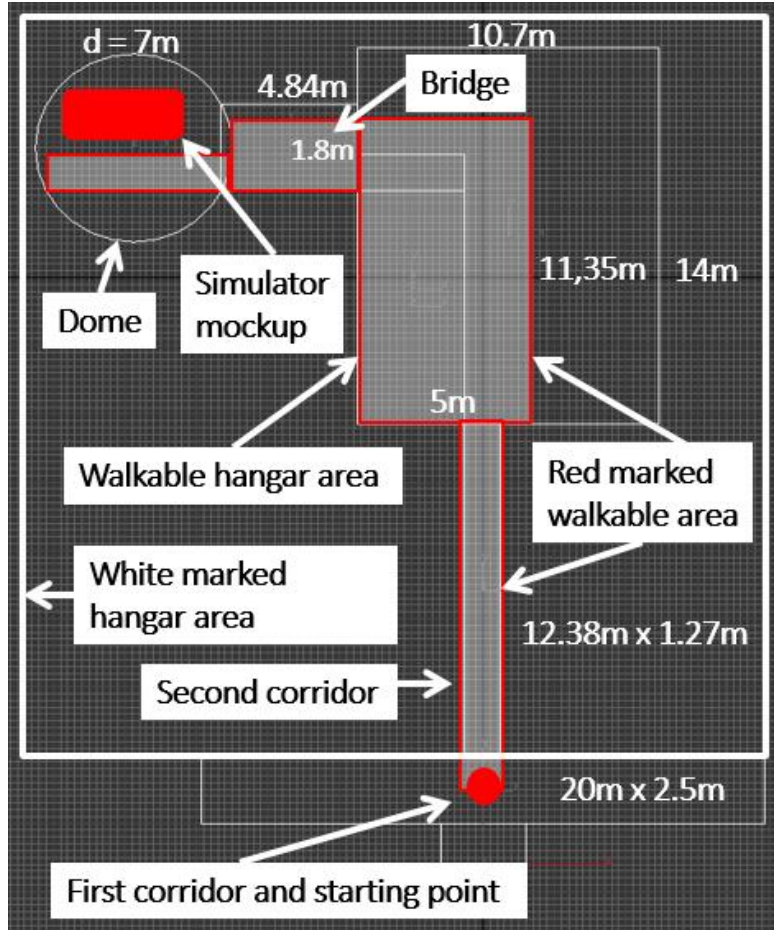 d = 7m
10.7m
4.84m
Bridge
1.8m
11,35m
14m
Simulator
mockup
Dome
5m
Walkable hangar area
Red marked
walkable area
White marked
hangar area
12.38m x 1.27m
Second corridor
20m x 2.5m
First corridor and starting point